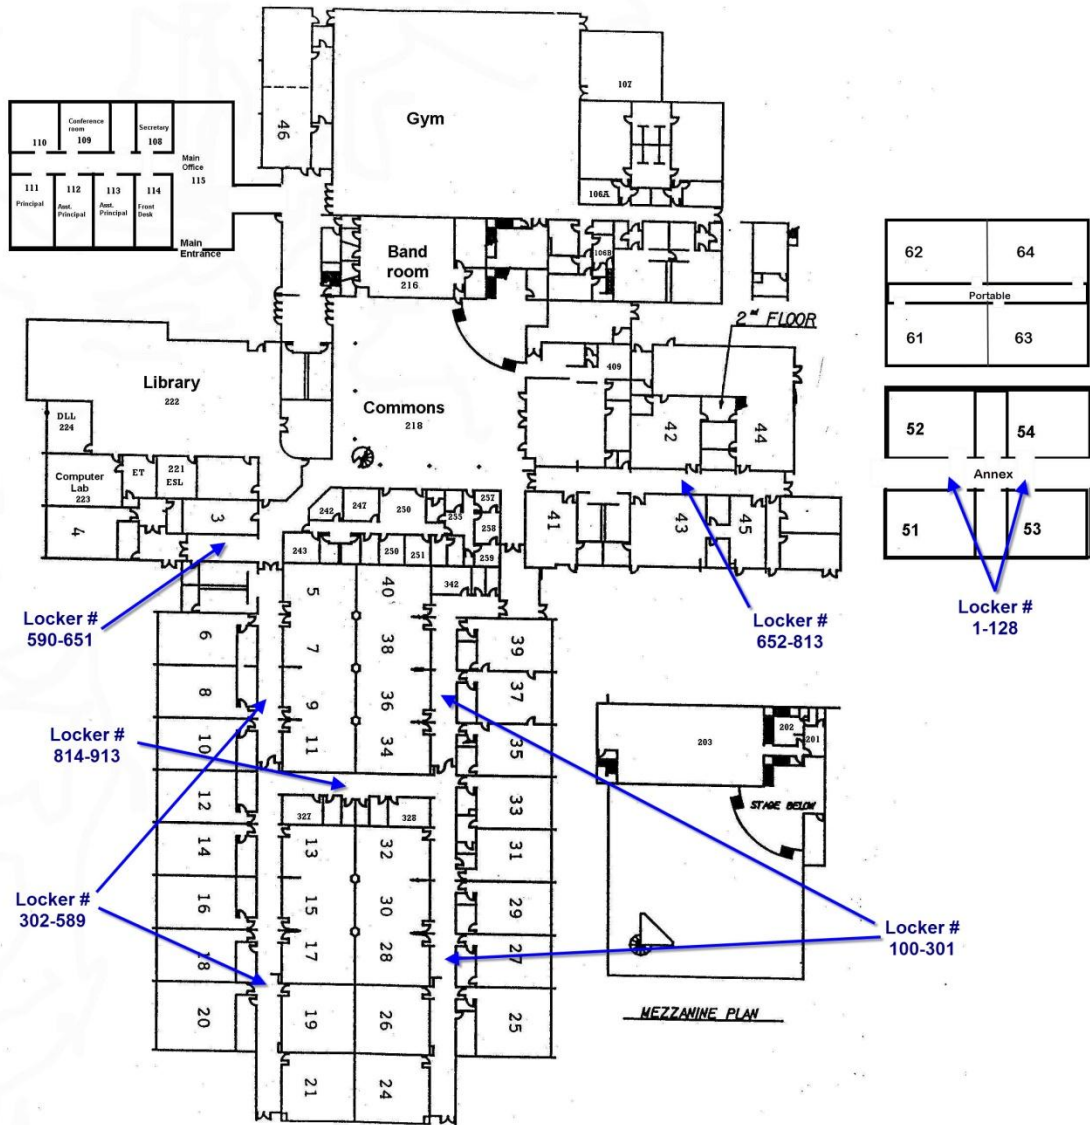 Gym
107
46
106A
Conference
room
109
Secretary
108
110
Main
Office
115
111
Principal
112
Asst.
Principal
113
Asst.
Principal
114
Front
Desk
Main
Entrance
Band
room
216
106B
2nd FLOOR
62
64
Portable
61
63
Library
222
DLL
224
Commons
218
409
42
44
52
54
Annex
51
53
Computer
Lab
223
ET
221
ESL
3
4
242
247
250
255
257
258
259
243
250
251
342
41
43
45
Locker #
590-651
Locker #
652-813
Locker #
1-128
5
40
6
7
38
39
8
9
36
37
10
11
34
35
Locker #
814-913
12
327
328
33
13
32
14
31
15
30
16
29
17
28
18
27
19
26
20
25
21
24
Locker #
302-589
Locker #
100-301
203
202
201
STAGE BELOW
MEZZANINE PLAN